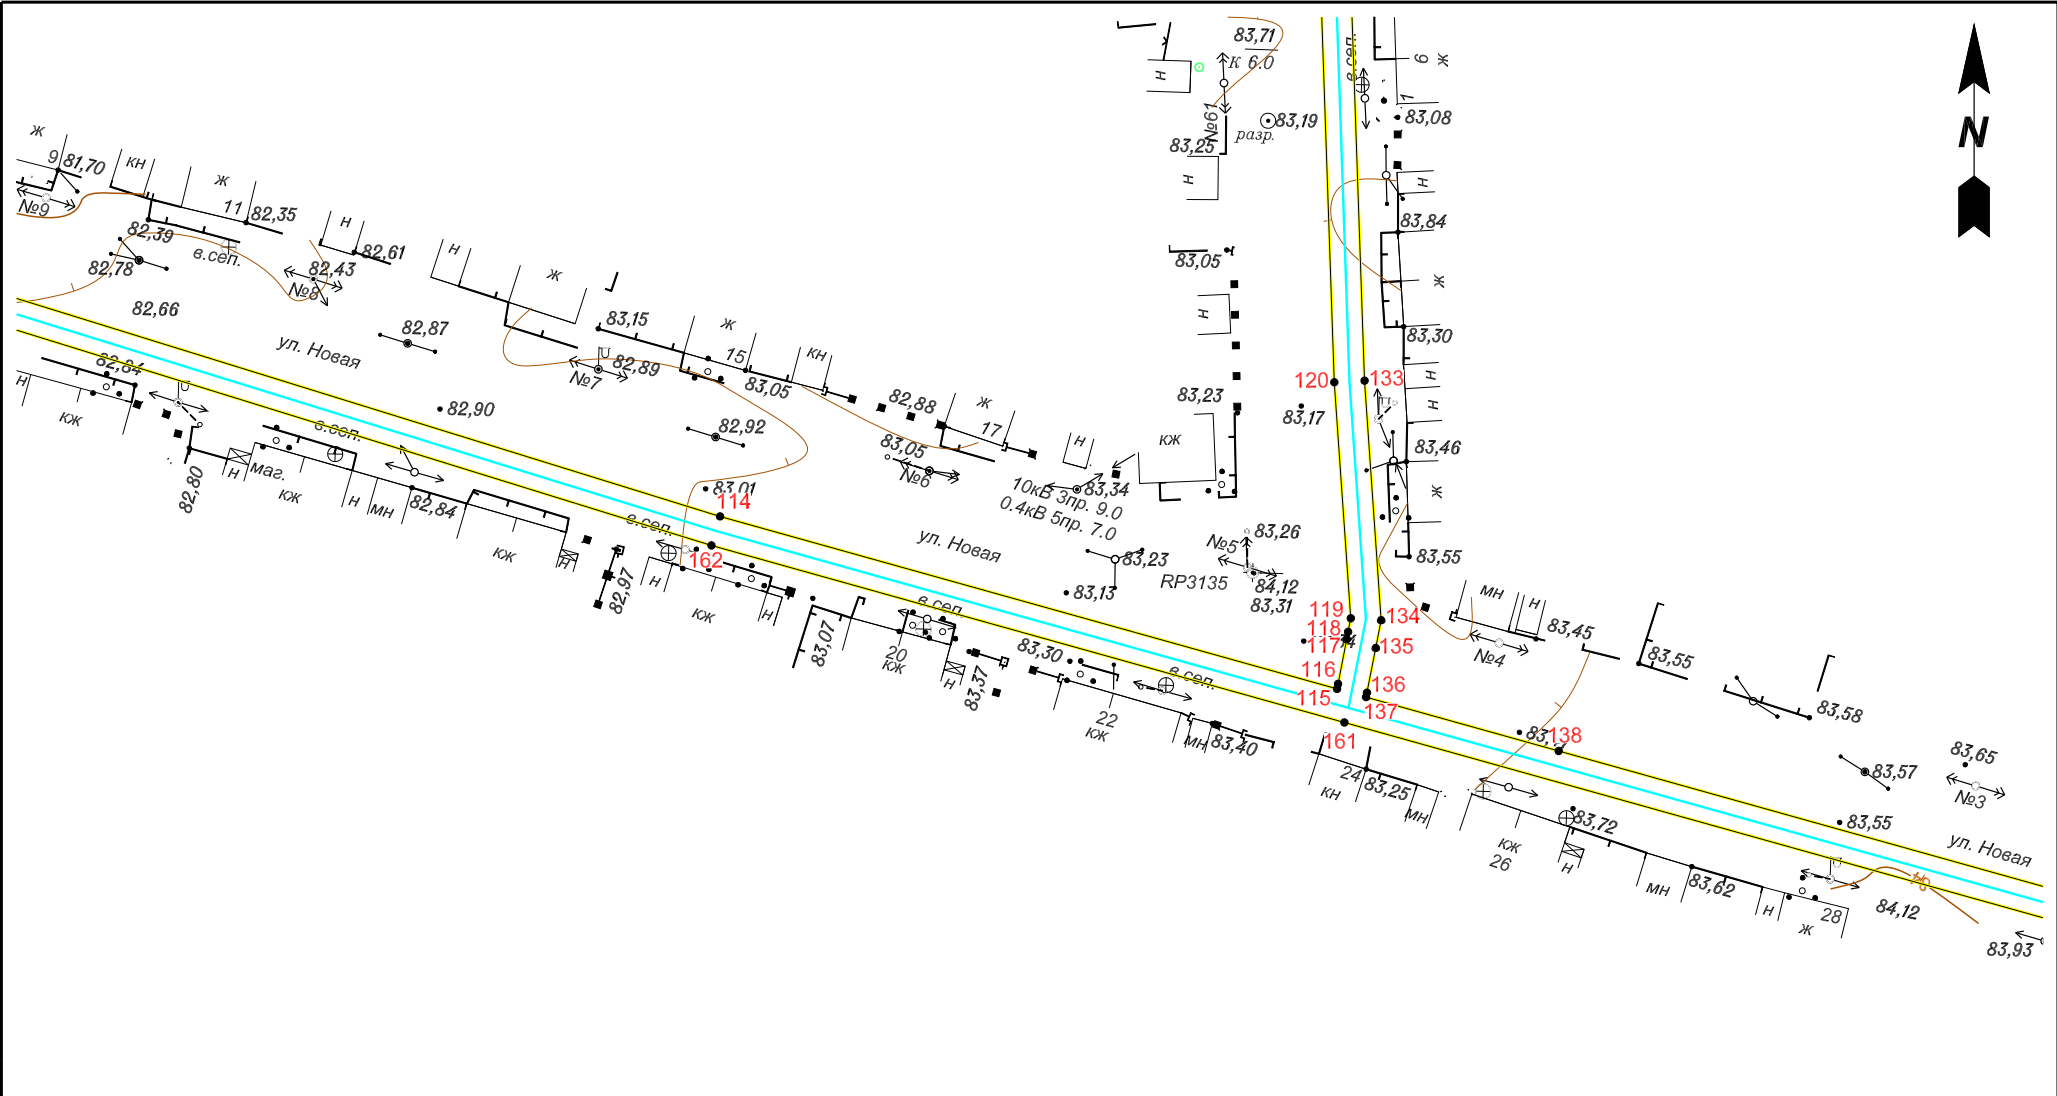 83,71
К 6.0
№61
разр.
83,19
83,25
н
н
83,05
н
83,23
кж
в.сеп.
6
ж
1
83,08
н
83,84
ж
83,30
н
н
83,46
ж
83,55
N
ж
9
81,70
№9
кн
ж
11
82,35
82,39
82,78
в.сеп.
н
82,61
82,43
№8
82,66
н
ж
83,15
82,87
ул. Новая
82,84
н
кж
ж
15
кн
83,05
82,89
№7
82,88
ж
17
82,90
82,92
83,05
№6
в.сеп.
82,80
н
маг.
кж
н
мн
82,84
83,01
114
н
83,34
10кВ 3пр. 9.0
0.4кВ 5пр. 7.0
120
133
83,17
в.сеп.
162
кж
н
82,97
н
кж
н
ул. Новая
83,23
83,13
№5
83,26
RP3135
84,12
83,31
119
118
117
116
115
134
135
136
137
161
138
мн
н
83,45
№4
83,55
83,58
83,07
в.сеп.
20
кж
н
83,37
83,30
в.сеп.
22
кж
мн
83,40
24
кн
83,25
мн
83,65
83,57
№3
83,55
ул. Новая
83,72
кж
26
н
мн
83,62
н
28
ж
84,12
83,93